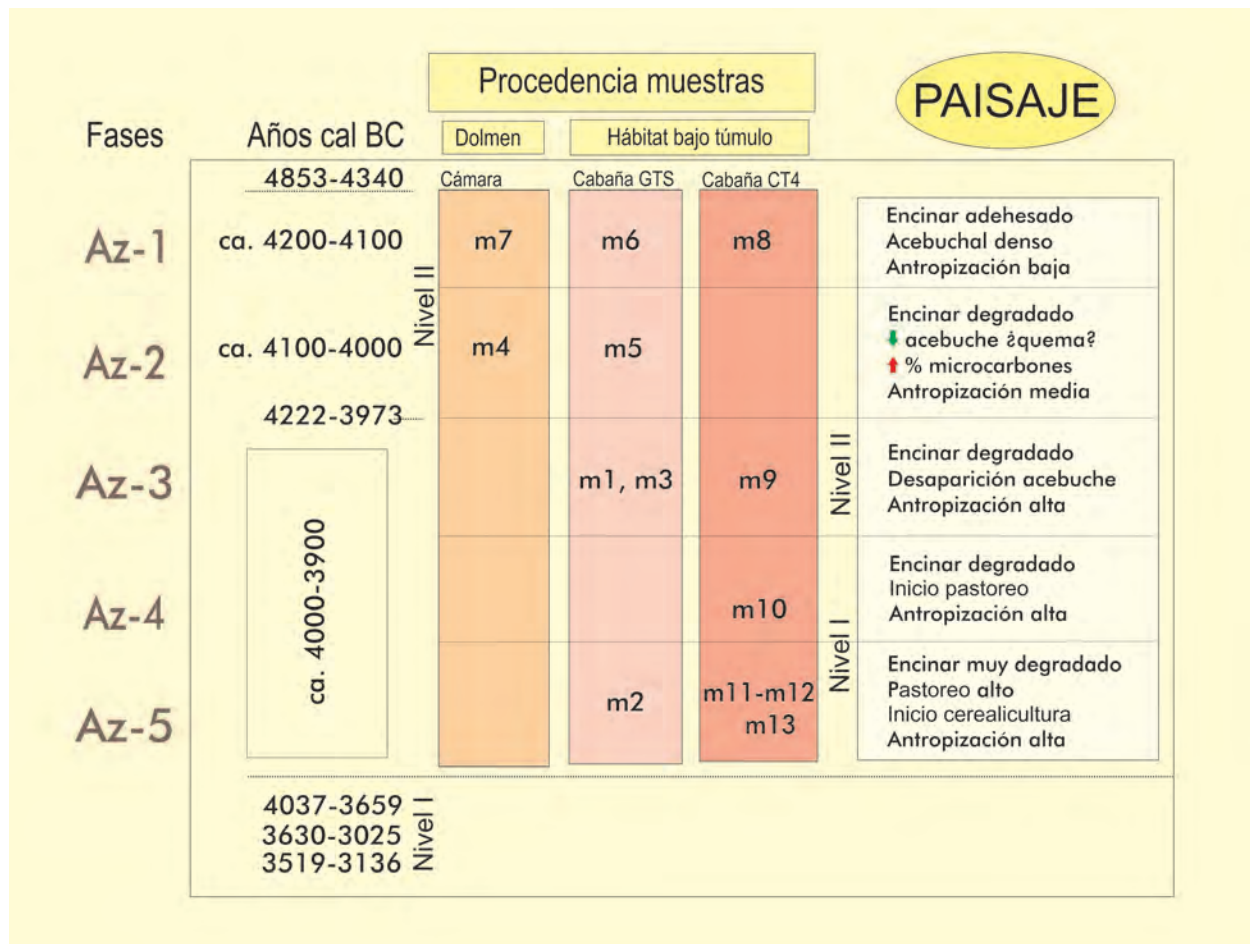 Procedencia muestras
PAISAJE
Fases
Años cal BC
Dolmen
Hábitat bajo túmulo
4853-4340
Cámara
Cabaña GTS
Cabaña CT4
Az-1
ca. 4200-4100
m7
m6
m8
Encinar adehesado
Acebuchal denso
Antropización baja
Nivel II
Az-2
ca. 4100-4000
m4
m5
Encinar degradado
acebuche ¿quema?
% microcarbones
Antropización media
4222-3973
Az-3
m1, m3
m9
Nivel II
Encinar degradado
Desaparición acebuche
Antropización alta
ca. 4000-3900
Az-4
m10
Encinar degradado
Inicio pastoreo
Antropización alta
Nivel I
Az-5
m2
m11-m12
m13
Encinar muy degradado
Pastoreo alto
Inicio cerealicultura
Antropización alta
4037-3659
3630-3025
3519-3136
Nivel I